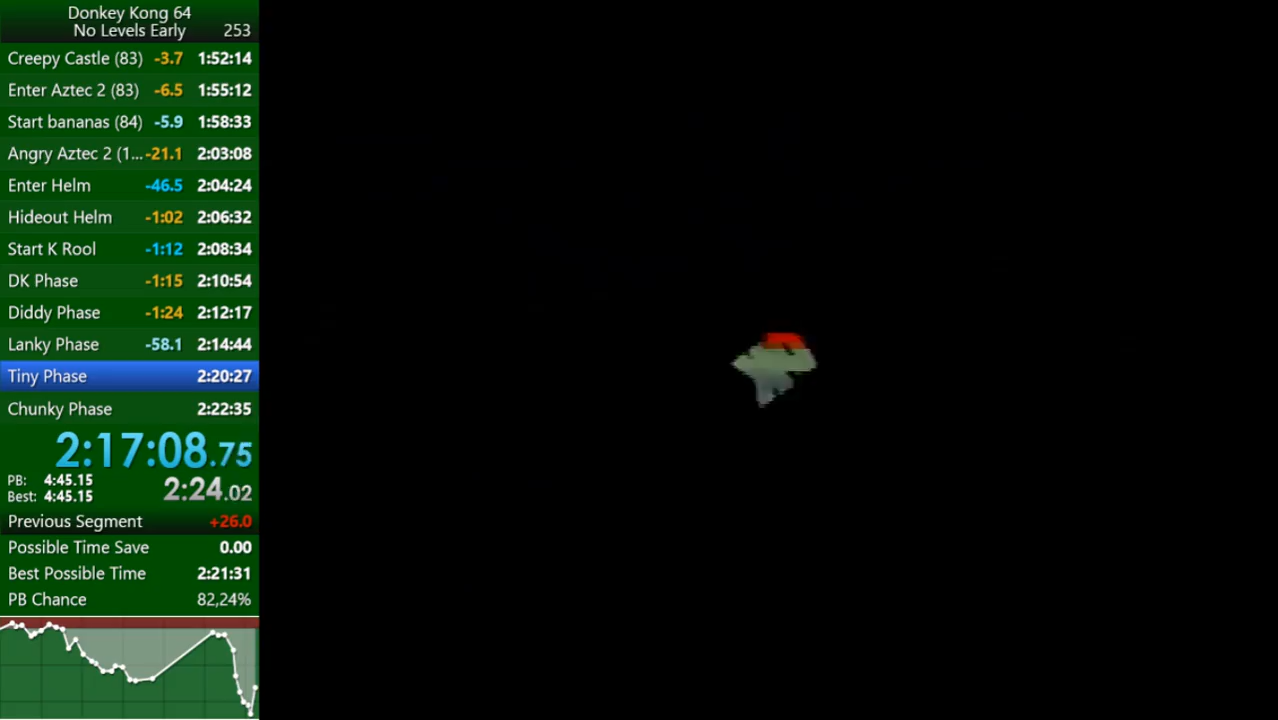 Donkey Kong 64
No Levels Early 253
Creepy Castle (83) -3.7 1:52:14
Enter Aztec 2 (83) -6.5 1:55:12
Start bananas (84) -5.9 1:58:33
Angry Aztec 2 (1... -21.1 2:03:08
Enter Helm -46.5 2:04:24
Hideout Helm -1:02 2:06:32
Start K Rool -1:12 2:08:34
DK Phase -1:15 2:10:54
Diddy Phase -1:24 2:12:17
Lanky Phase -58.1 2:14:44
Tiny Phase 2:20:27
Chunky Phase 2:22:35
2:17:08.75
PB: 4:45.15
Best: 4:45.15 2:24.02
Previous Segment +26.0
Possible Time Save 0.00
Best Possible Time 2:21:31
PB Chance 82,24%